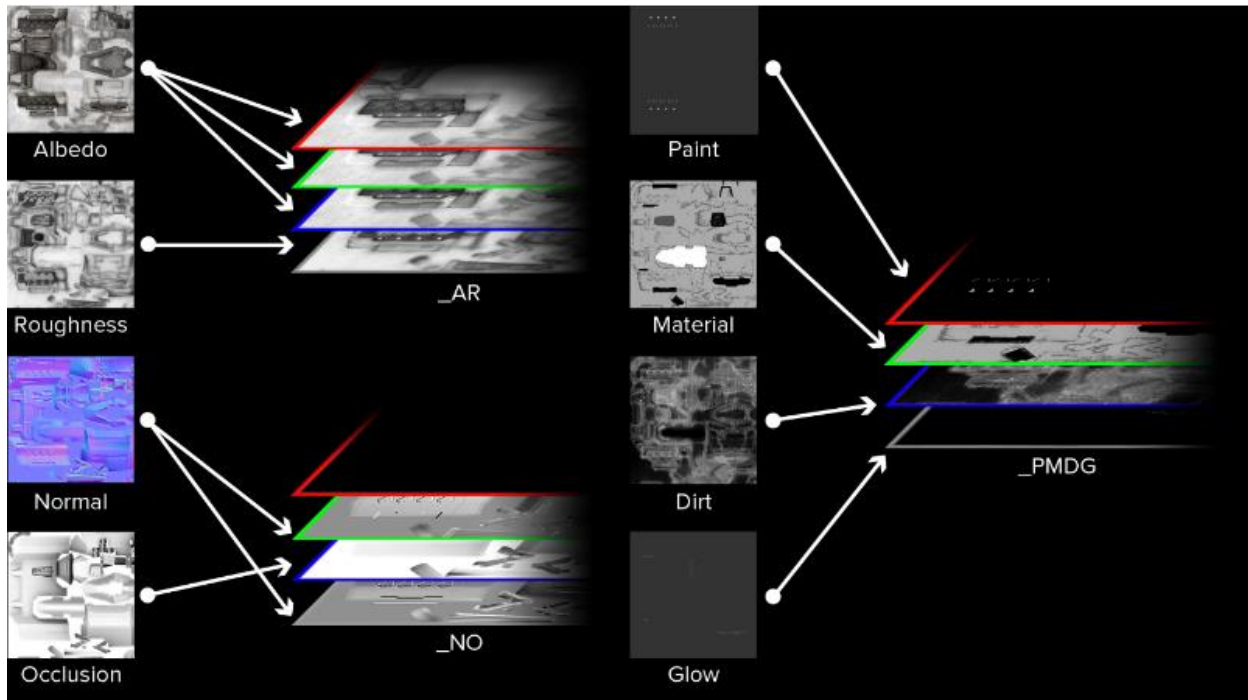 Albedo
Roughness
_AR
Normal
Occlusion
_NO
Paint
Material
Dirt
Glow
_PMDG